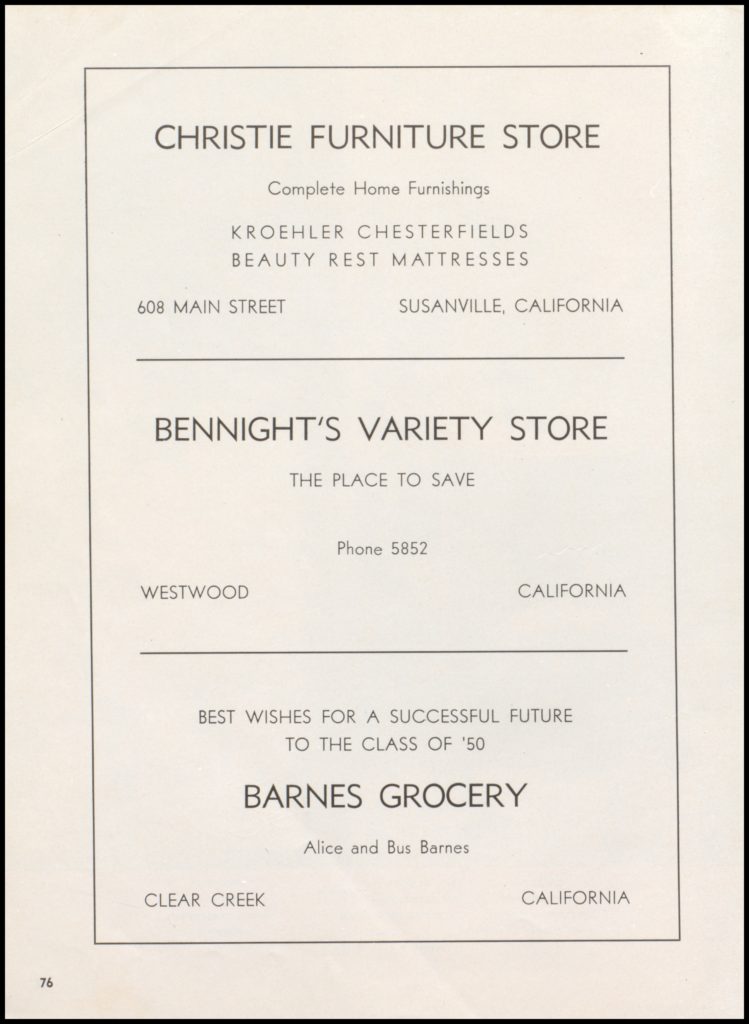 CHRISTIE FURNITURE STORE
Complete Home Furnishings
KROEHLER CHESTERFIELDS
BEAUTY REST MATTRESSES
608 MAIN STREET SUSANVILLE, CALIFORNIA
BENNIGHT'S VARIETY STORE
THE PLACE TO SAVE
Phone 5852
WESTWOOD CALIFORNIA
BEST WISHES FOR A SUCCESSFUL FUTURE
TO THE CLASS OF '50
BARNES GROCERY
Alice and Bus Barnes
CLEAR CREEK CALIFORNIA
76